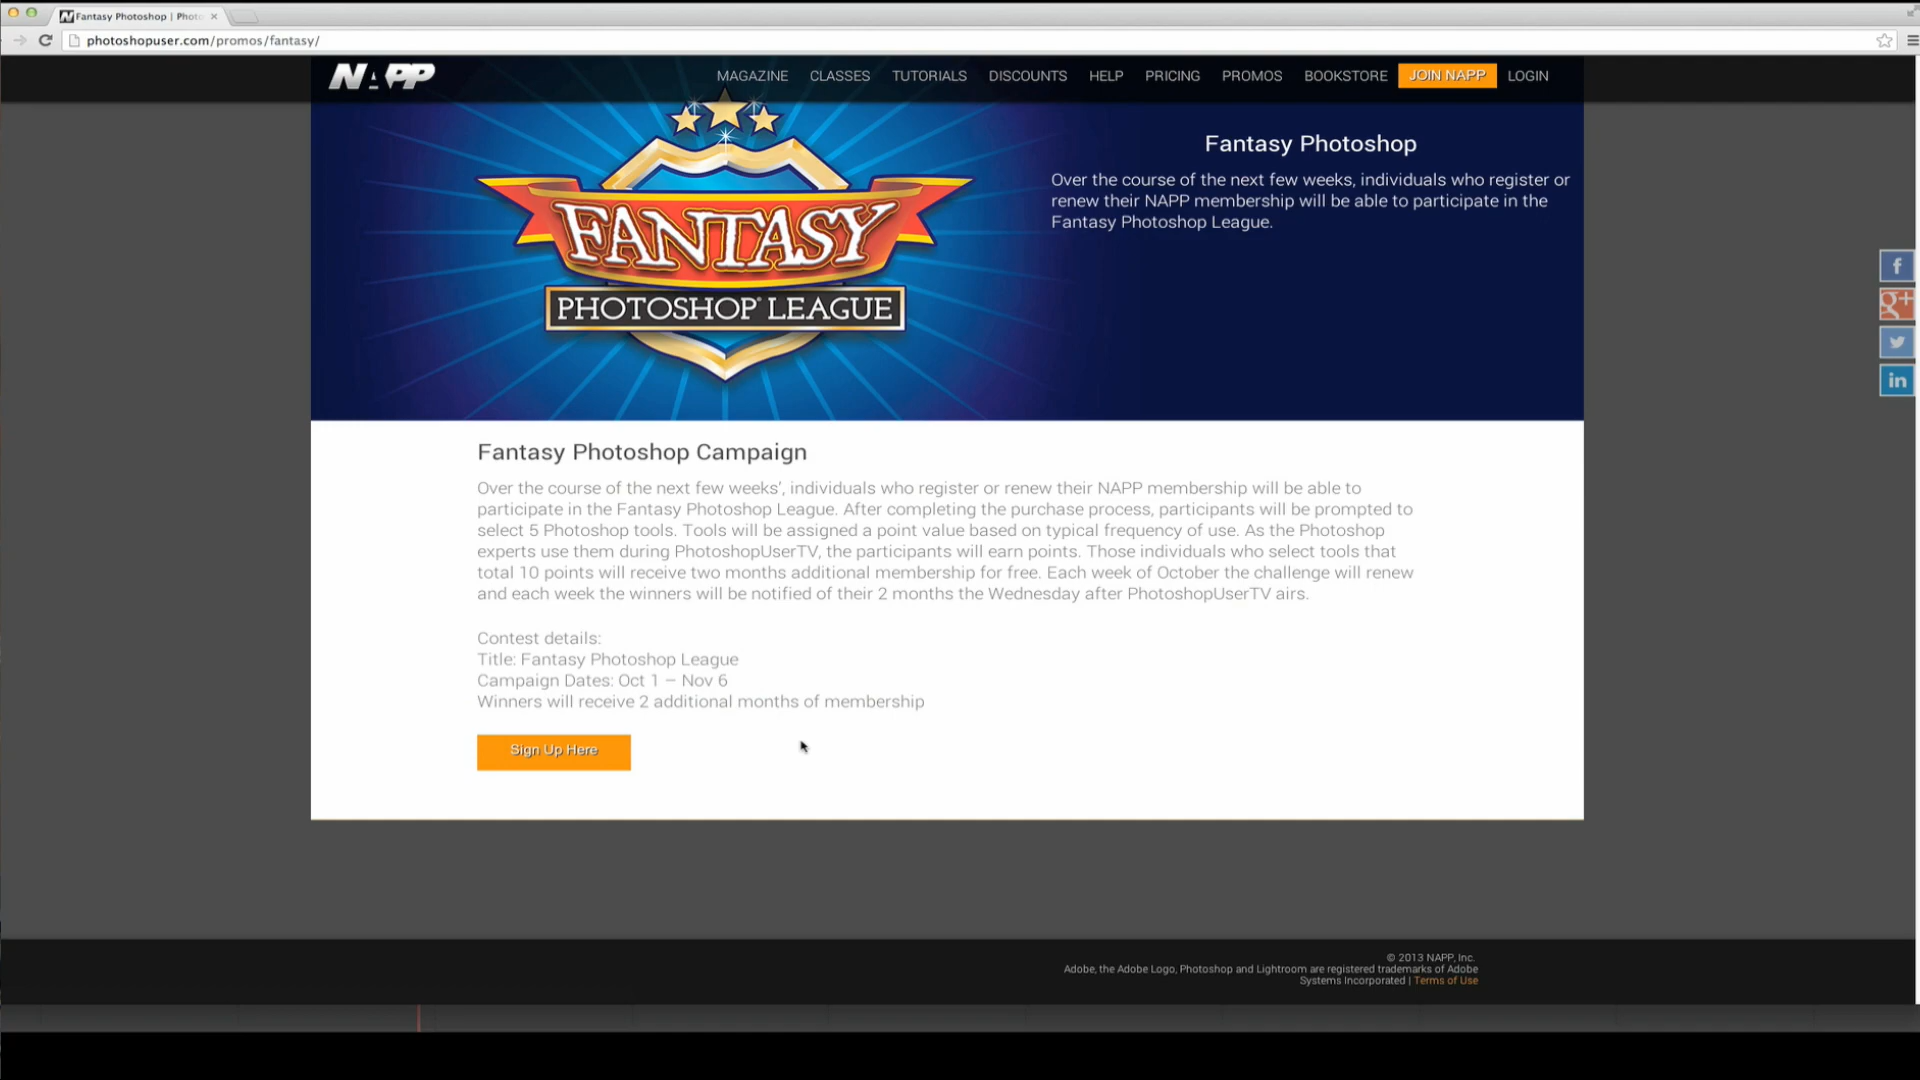 Fantasy Photoshop | Photo
photoshopuser.com/promos/fantasy/
NAPP
MAGAZINE CLASSES TUTORIALS DISCOUNTS HELP PRICING PROMOS BOOKSTORE JOIN NAPP LOGIN
FANTASY
PHOTOSHOP® LEAGUE
Fantasy Photoshop
Over the course of the next few weeks, individuals who register or
renew their NAPP membership will be able to participate in the
Fantasy Photoshop League.
f
g+
in
Fantasy Photoshop Campaign
Over the course of the next few weeks', individuals who register or renew their NAPP membership will be able to
participate in the Fantasy Photoshop League. After completing the purchase process, participants will be prompted to
select 5 Photoshop tools. Tools will be assigned a point value based on typical frequency of use. As the Photoshop
experts use them during PhotoshopUserTV, the participants will earn points. Those individuals who select tools that
total 10 points will receive two months additional membership for free. Each week of October the challenge will renew
and each week the winners will be notified of their 2 months the Wednesday after PhotoshopUserTV airs.
Contest details:
Title: Fantasy Photoshop League
Campaign Dates: Oct 1 – Nov 6
Winners will receive 2 additional months of membership
Sign Up Here
© 2013 NAPP, Inc.
Adobe, the Adobe Logo, Photoshop and Lightroom are registered trademarks of Adobe
Systems Incorporated | Terms of Use